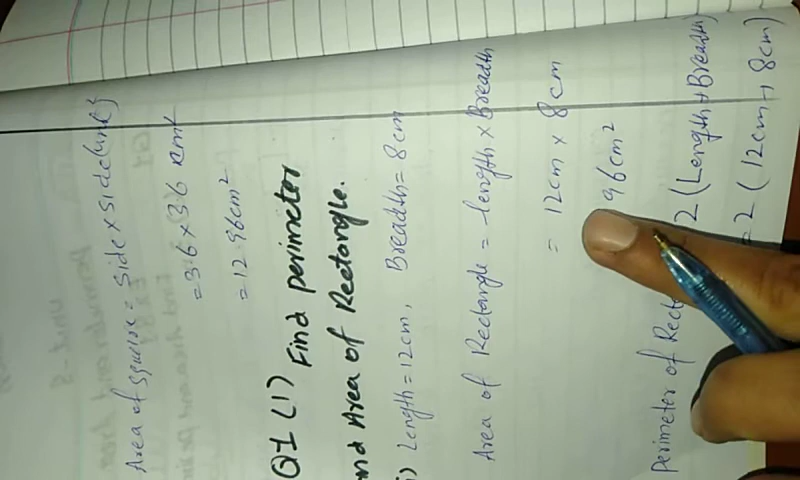 Area of square = Side × Side (unit)
= 3.6 × 3.6 cm
= 12.96cm²
Q1 (1) Find perimeter
and Area of Rectangle.
i) Length = 12cm, Breadth = 8cm
Area of Rectangle = Length × Breadth
= 12cm × 8cm
96cm²
Perimeter of Rect 2 (Length + Breadth)
= 2 (12cm + 8cm)